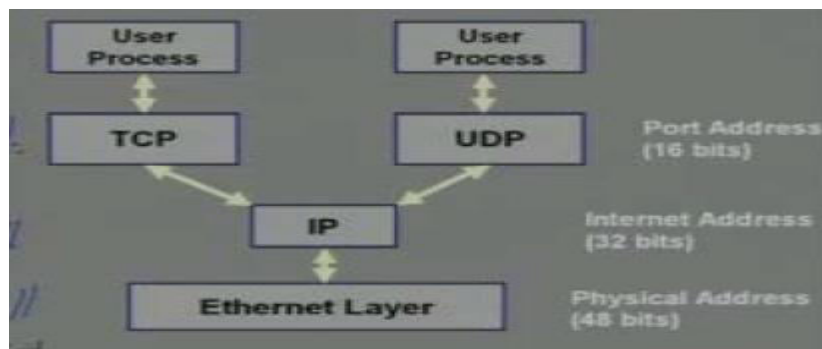 User
Process
User
Process
TCP
UDP
Port Address
(16 bits)
IP
Internet Address
(32 bits)
Ethernet Layer
Physical Address
(48 bits)